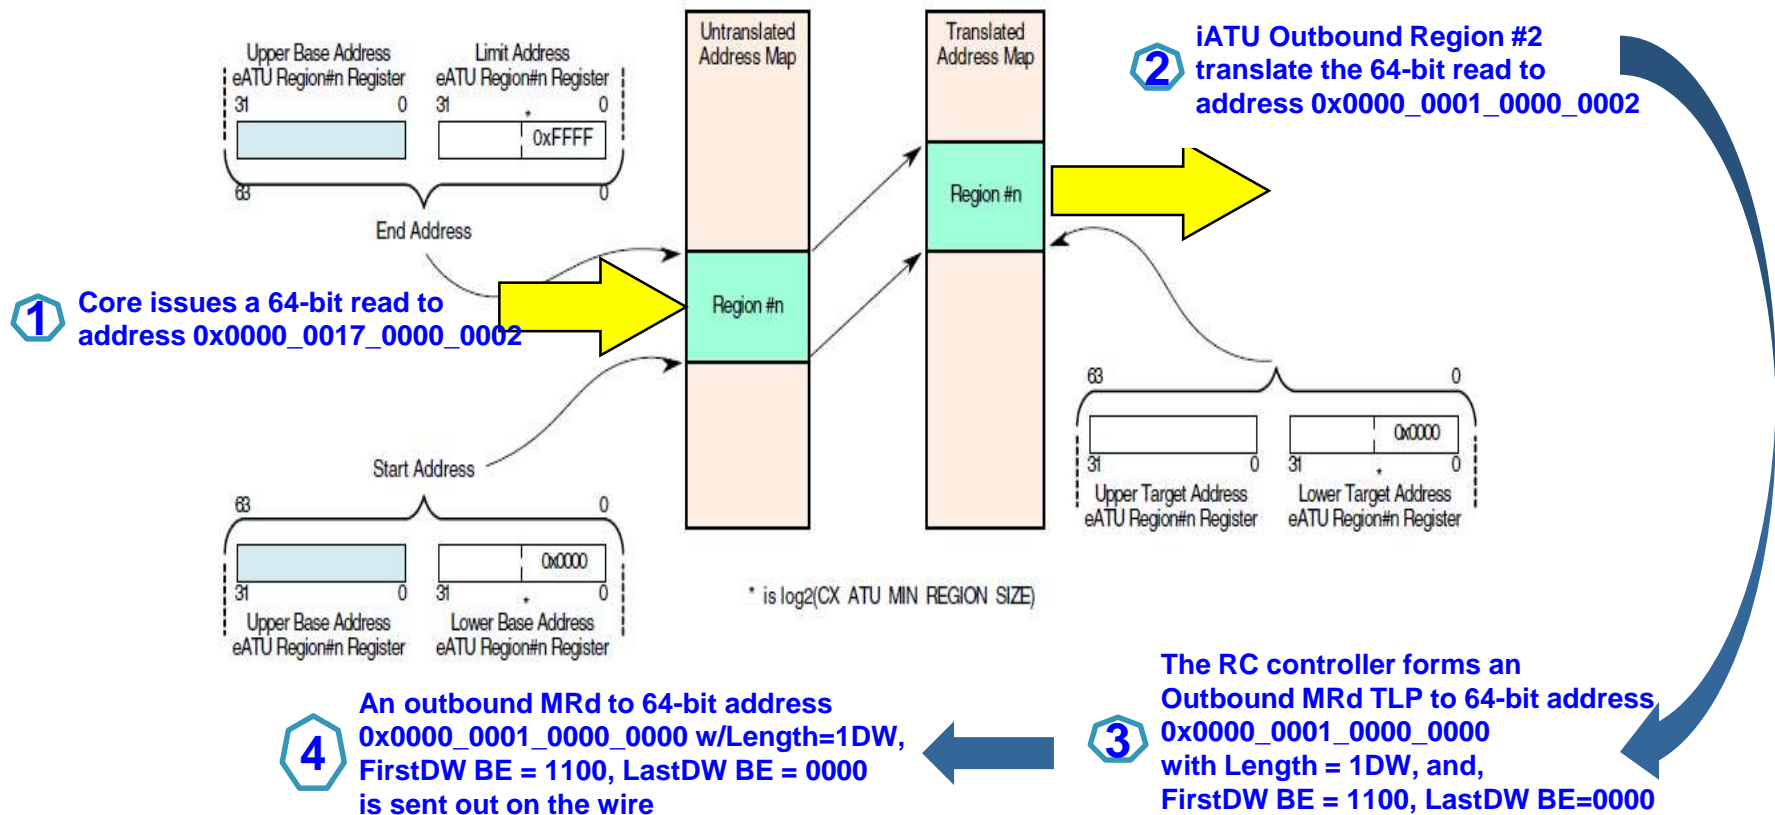 Upper Base Address
eATU Region#n Register
31 0
Limit Address
eATU Region#n Register
31 * 0
0xFFFF
63 0
End Address
Untranslated
Address Map
Region #n
Translated
Address Map
Region #n
2
iATU Outbound Region #2
translate the 64-bit read to
address 0x0000_0001_0000_0002
1
Core issues a 64-bit read to
address 0x0000_0017_0000_0002
Start Address
63 0
0x0000
31 0
31 * 0
Upper Base Address
eATU Region#n Register
Lower Base Address
eATU Region#n Register
63 0
0x0000
31 0
31 * 0
Upper Target Address
eATU Region#n Register
Lower Target Address
eATU Region#n Register
* is log2(CX ATU MIN REGION SIZE)
3
The RC controller forms an
Outbound MRd TLP to 64-bit address
0x0000_0001_0000_0000
with Length = 1DW, and,
FirstDW BE = 1100, LastDW BE=0000
4
An outbound MRd to 64-bit address
0x0000_0001_0000_0000 w/Length=1DW,
FirstDW BE = 1100, LastDW BE = 0000
is sent out on the wire